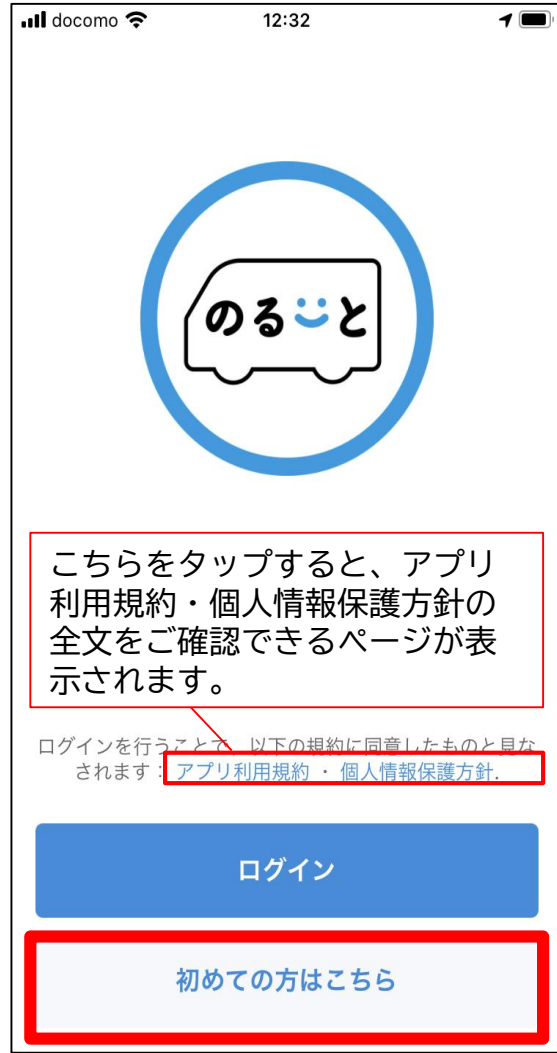 docomo 12:32
のると
こちらをタップすると、アプリ
利用規約・個人情報保護方針の
全文をご確認できるページが表
示されます。
ログインを行うことで、以下の規約に同意したものと見な
されます： アプリ利用規約 ・ 個人情報保護方針.
ログイン
初めての方はこちら